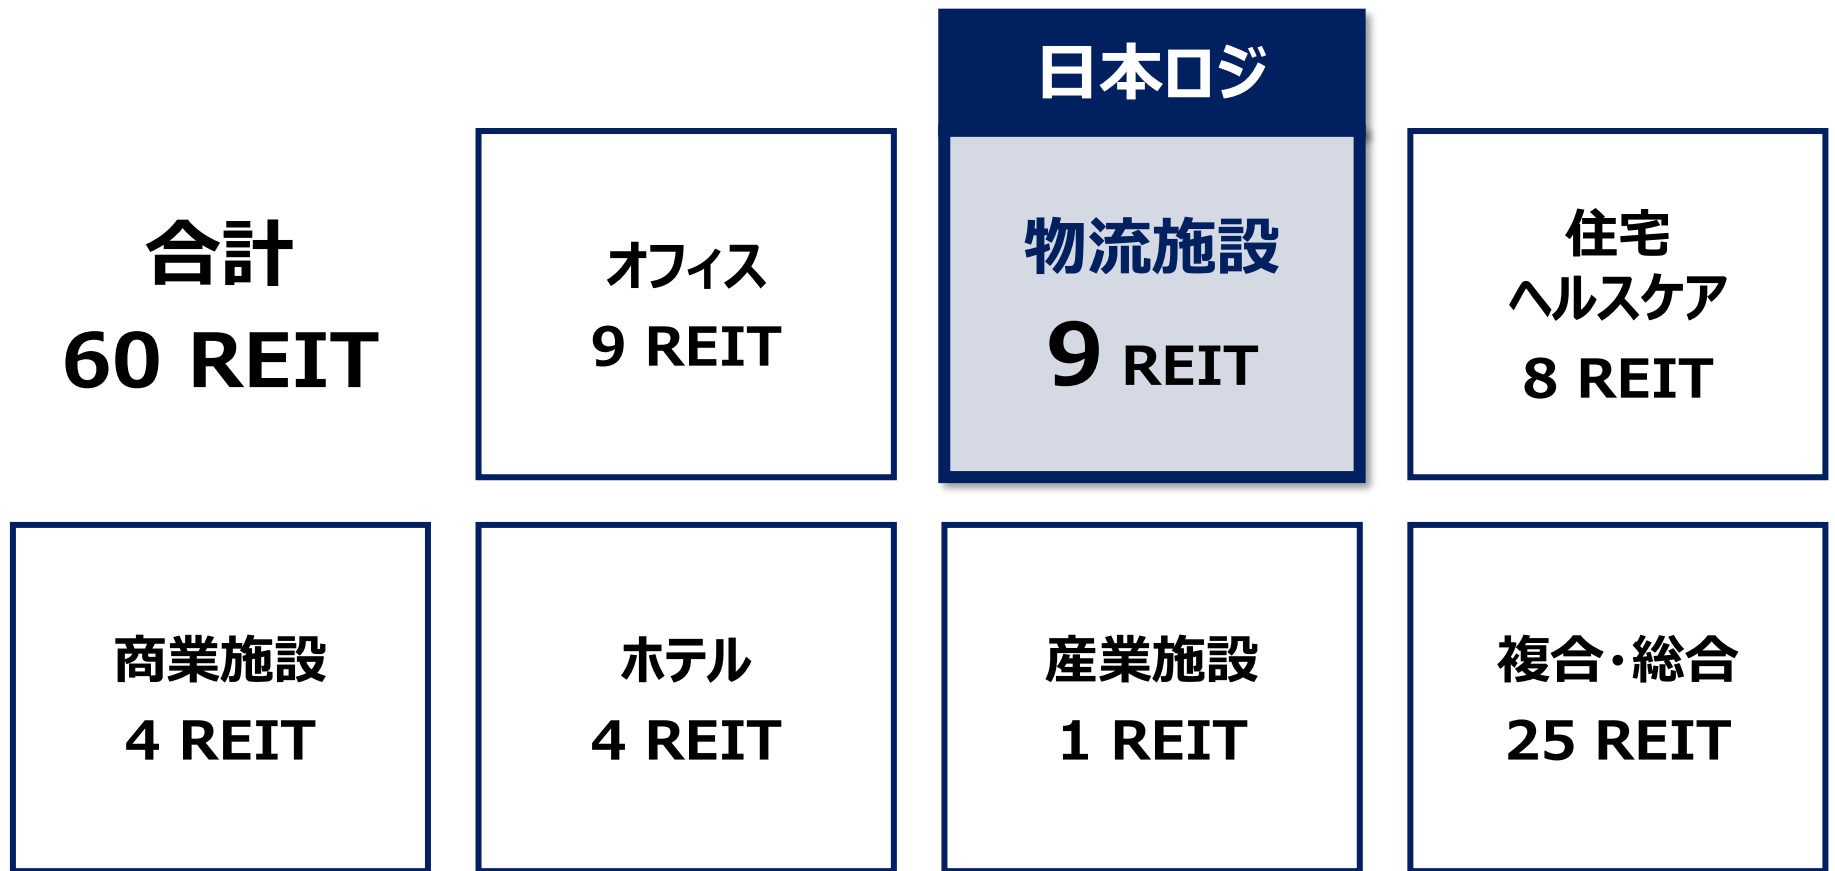 合計
60 REIT
オフィス
9 REIT
日本ロジ
物流施設
9 REIT
住宅
ヘルスケア
8 REIT
商業施設
4 REIT
ホテル
4 REIT
産業施設
1 REIT
複合・総合
25 REIT